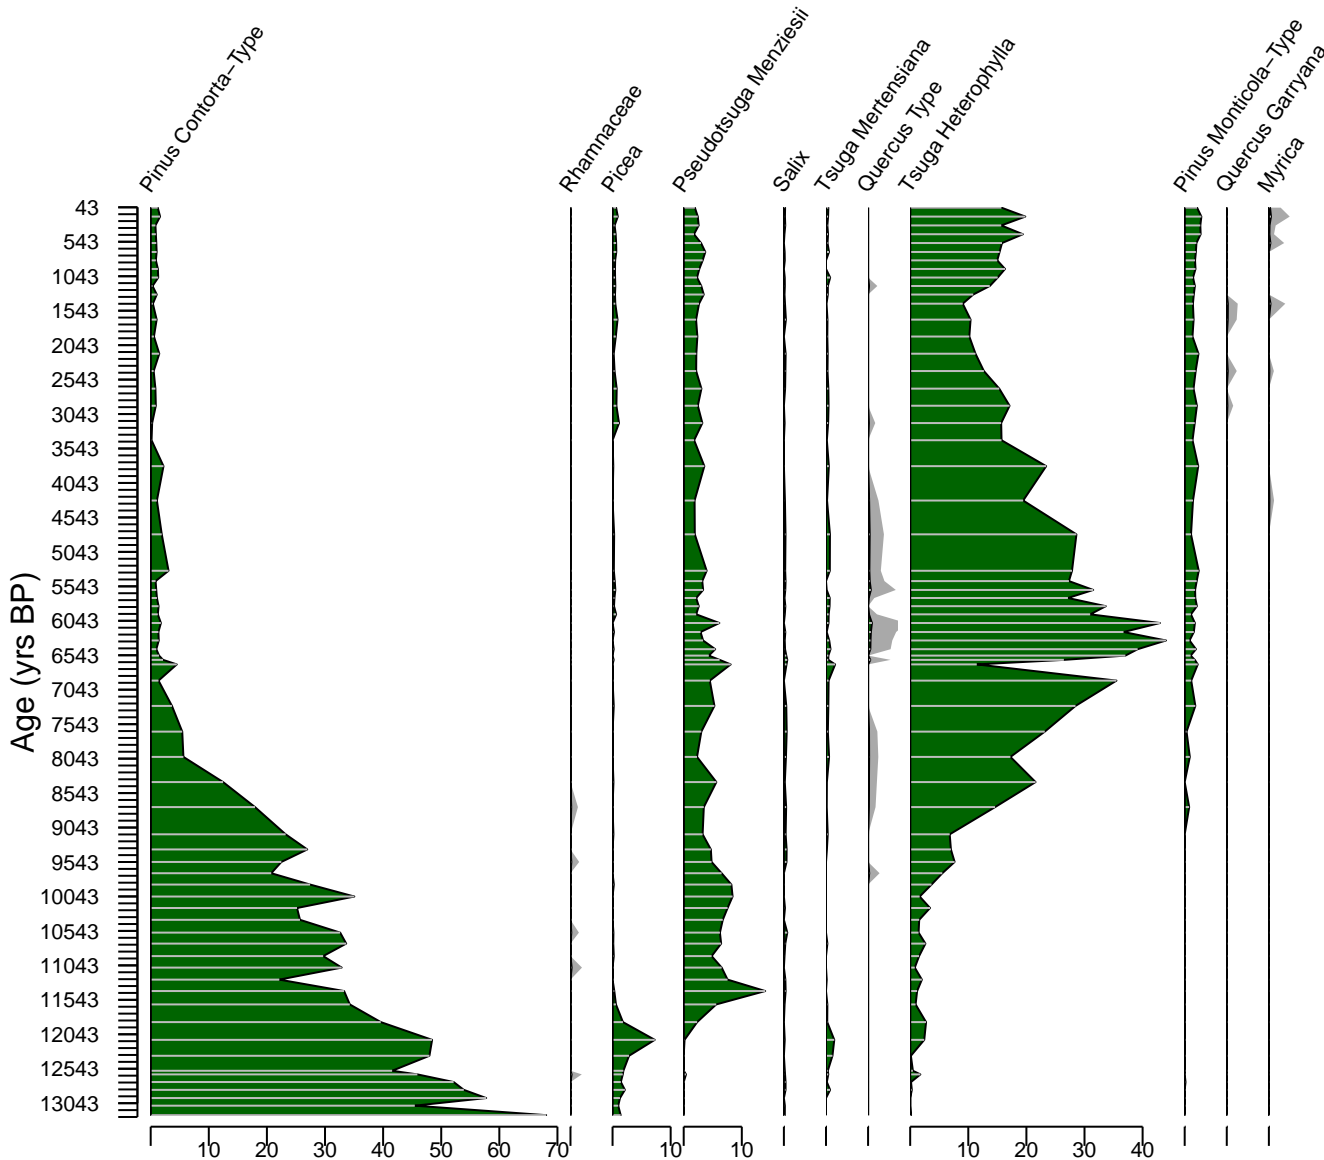 Pinus Contorta−Type
Rhamnaceae
Picea
Pseudotsuga Menziesii
Salix
Tsuga Mertensiana
Quercus Type
Tsuga Heterophylla
Pinus Monticola−Type
Quercus Garryana
Myrica
Age (yrs BP)
43
543
1043
1543
2043
2543
3043
3543
4043
4543
5043
5543
6043
6543
7043
7543
8043
8543
9043
9543
10043
10543
11043
11543
12043
12543
13043
10 20 30 40 50 60 70 10 10 10 20 30 40